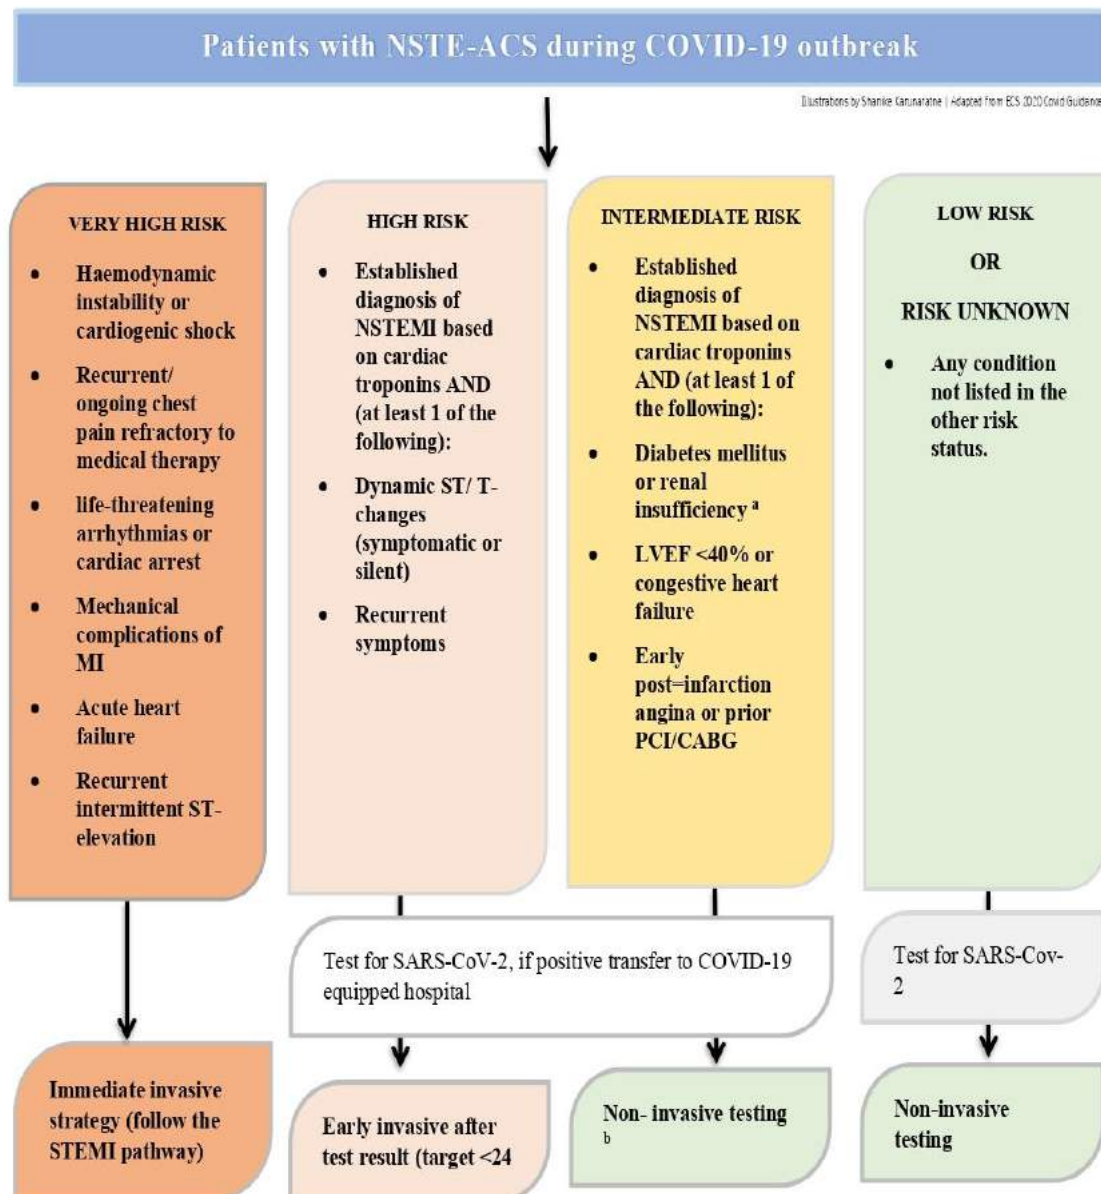 Patients with NSTE-ACS during COVID-19 outbreak
Illustrations by Shanike Karunaratne | Adapted from ECS 2020 Covid Guidance
VERY HIGH RISK
• Haemodynamic
instability or
cardiogenic shock
• Recurrent/
ongoing chest
pain refractory to
medical therapy
• life-threatening
arrhythmias or
cardiac arrest
• Mechanical
complications of
MI
• Acute heart
failure
• Recurrent
intermittent ST-
elevation
HIGH RISK
• Established
diagnosis of
NSTEMI based
on cardiac
troponins AND
(at least 1 of the
following):
• Dynamic ST/ T-
changes
(symptomatic or
silent)
• Recurrent
symptoms
INTERMEDIATE RISK
• Established
diagnosis of
NSTEMI based on
cardiac troponins
AND (at least 1 of
the following):
• Diabetes mellitus
or renal
insufficiency a
• LVEF <40% or
congestive heart
failure
• Early
post=infarction
angina or prior
PCI/CABG
LOW RISK
OR
RISK UNKNOWN
• Any condition
not listed in the
other risk
status.
Test for SARS-CoV-2, if positive transfer to COVID-19
equipped hospital
Test for SARS-Cov-
2
Immediate invasive
strategy (follow the
STEMI pathway)
Early invasive after
test result (target <24
Non- invasive testing
b
Non-invasive
testing